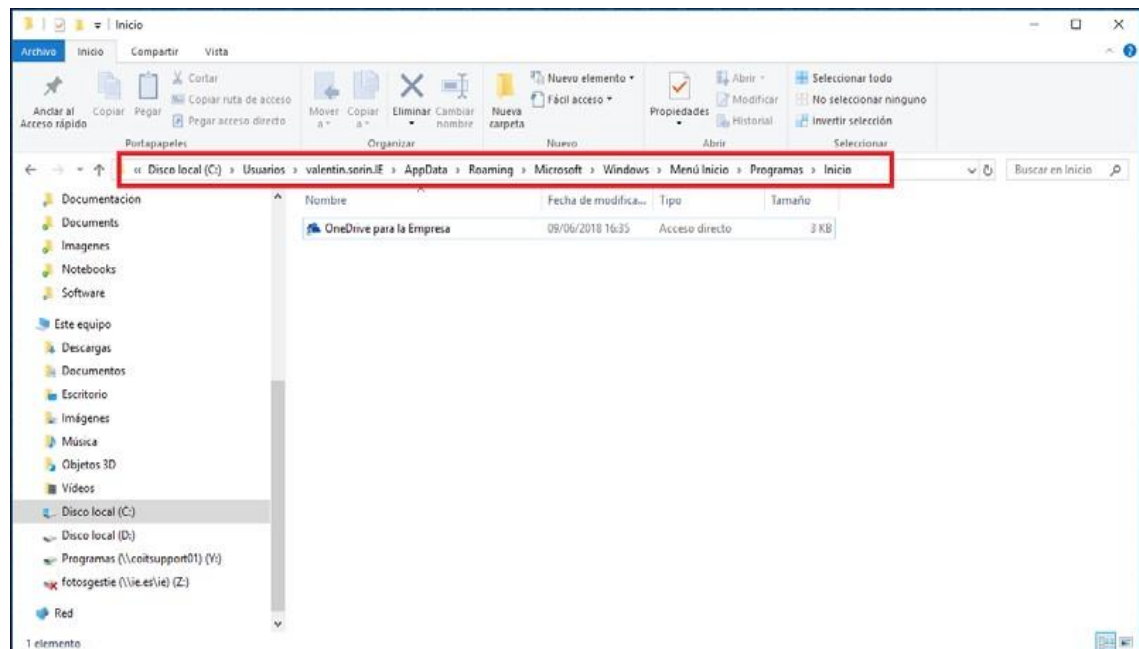 Inicio
Archivo Inicio Compartir Vista
Anclar al Acceso rápido
Copiar
Pegar
Cortar
Copiar ruta de acceso
Pegar acceso directo
Portapapeles
Mover a
Copiar a
Eliminar
Cambiar nombre
Organizar
Nueva carpeta
Nuevo elemento
Fácil acceso
Nuevo
Propiedades
Abrir
Modificar
Historial
Abrir
Seleccionar todo
No seleccionar ninguno
Invertir selección
Seleccionar
« Disco local (C:) › Usuarios › valentin.sorin.IE › AppData › Roaming › Microsoft › Windows › Menú Inicio › Programas › Inicio
Buscar en Inicio
Documentacion
Documents
Imagenes
Notebooks
Software
Este equipo
Descargas
Documentos
Escritorio
Imágenes
Música
Objetos 3D
Vídeos
Disco local (C:)
Disco local (D:)
Programas (\\coitsupport01) (Y:)
fotosgestie (\\ie.es\ie) (Z:)
Red
Nombre Fecha de modifica... Tipo Tamaño
OneDrive para la Empresa 09/06/2018 16:35 Acceso directo 3 KB
1 elemento